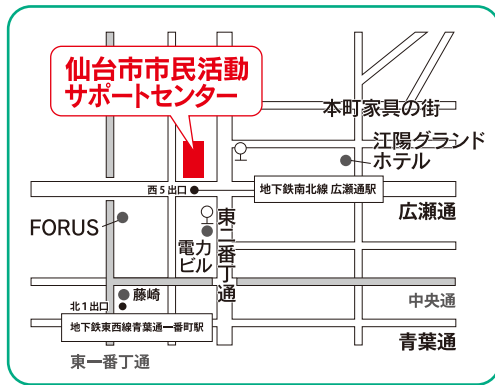 仙台市市民活動
サポートセンター
本町家具の街
江陽グランド
ホテル
西5出口
地下鉄南北線 広瀬通駅
広瀬通
FORUS
東二番丁通
電力
ビル
藤崎
中央通
北1出口
地下鉄東西線青葉通一番町駅
青葉通
東一番丁通